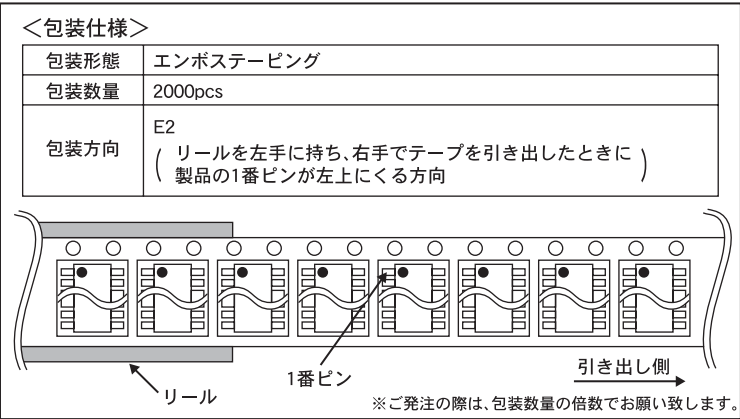 ＜包装仕様＞
包装形態 エンボステーピング
包装数量 2000pcs
包装方向 E2
( リールを左手に持ち、右手でテープを引き出したときに
製品の1番ピンが左上にくる方向 )
リール
1番ピン
引き出し側
※ご発注の際は、包装数量の倍数でお願い致します。